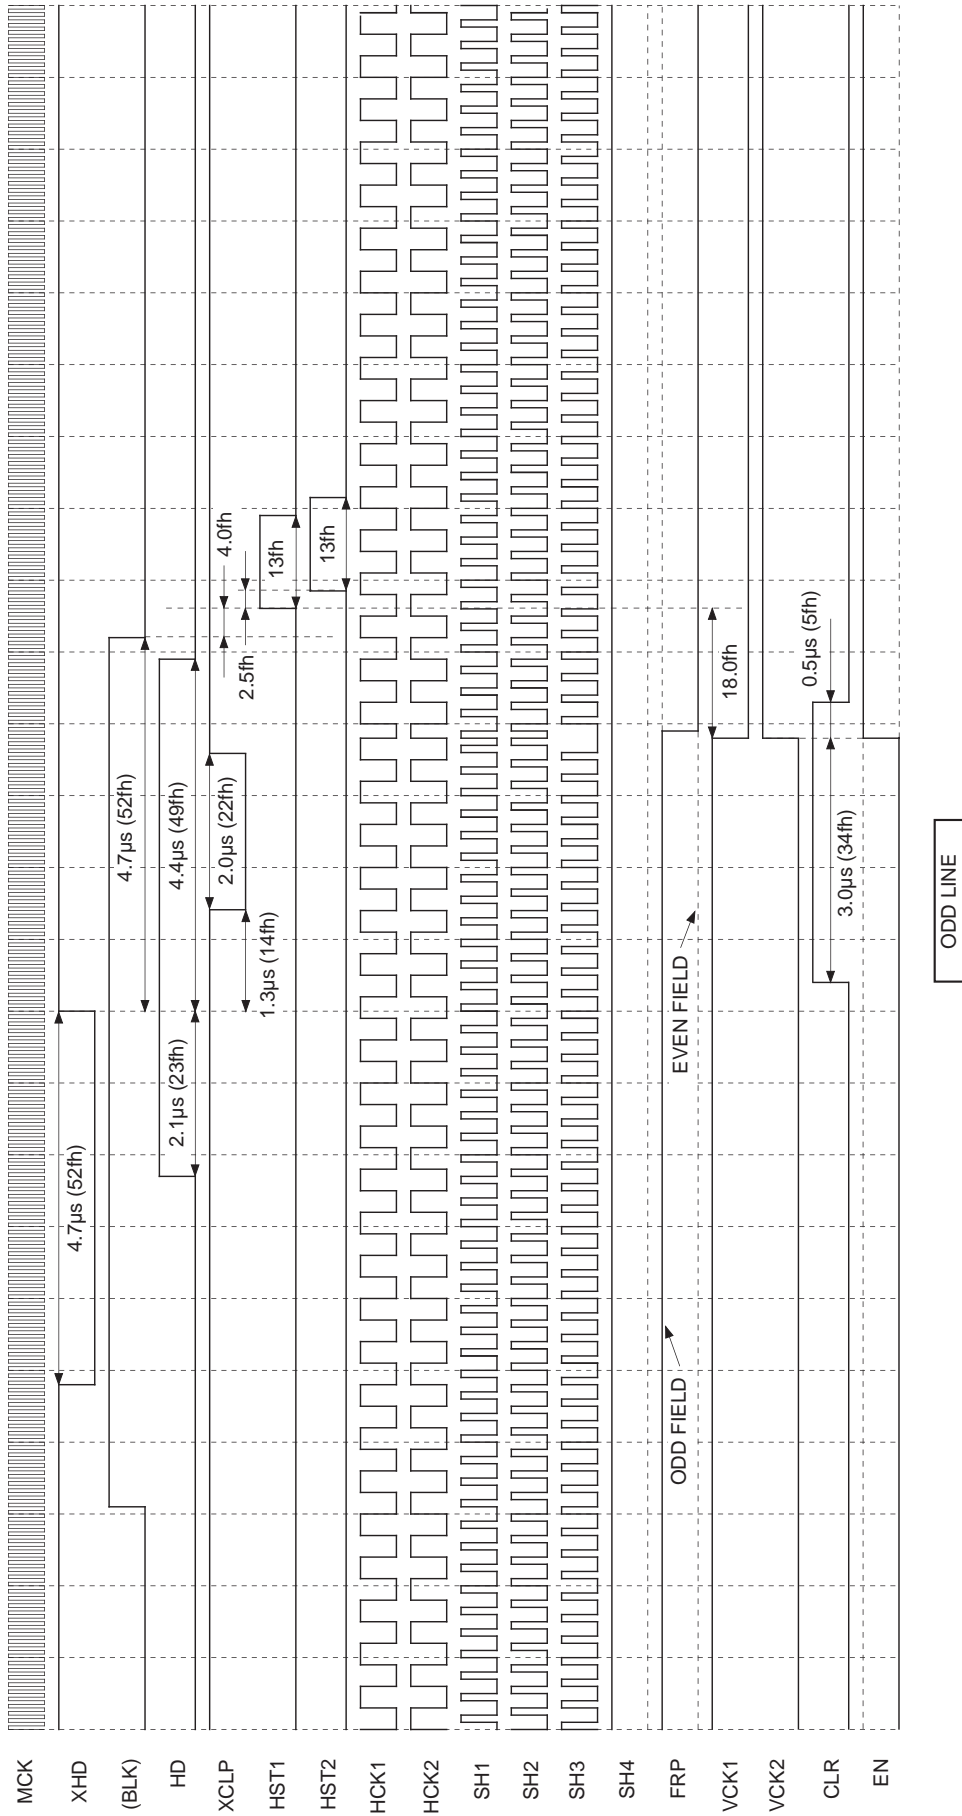 MCK
XHD
(BLK)
HD
XCLP
HST1
HST2
HCK1
HCK2
SH1
SH2
SH3
SH4
FRP
VCK1
VCK2
CLR
EN
4.7µs (52fh)
4.7µs (52fh)
2.1µs (23fh)
4.4µs (49fh)
1.3µs (14fh)
2.0µs (22fh)
2.5fh
4.0fh
13fh
13fh
ODD FIELD
EVEN FIELD
18.0fh
3.0µs (34fh)
0.5µs (5fh)
ODD LINE